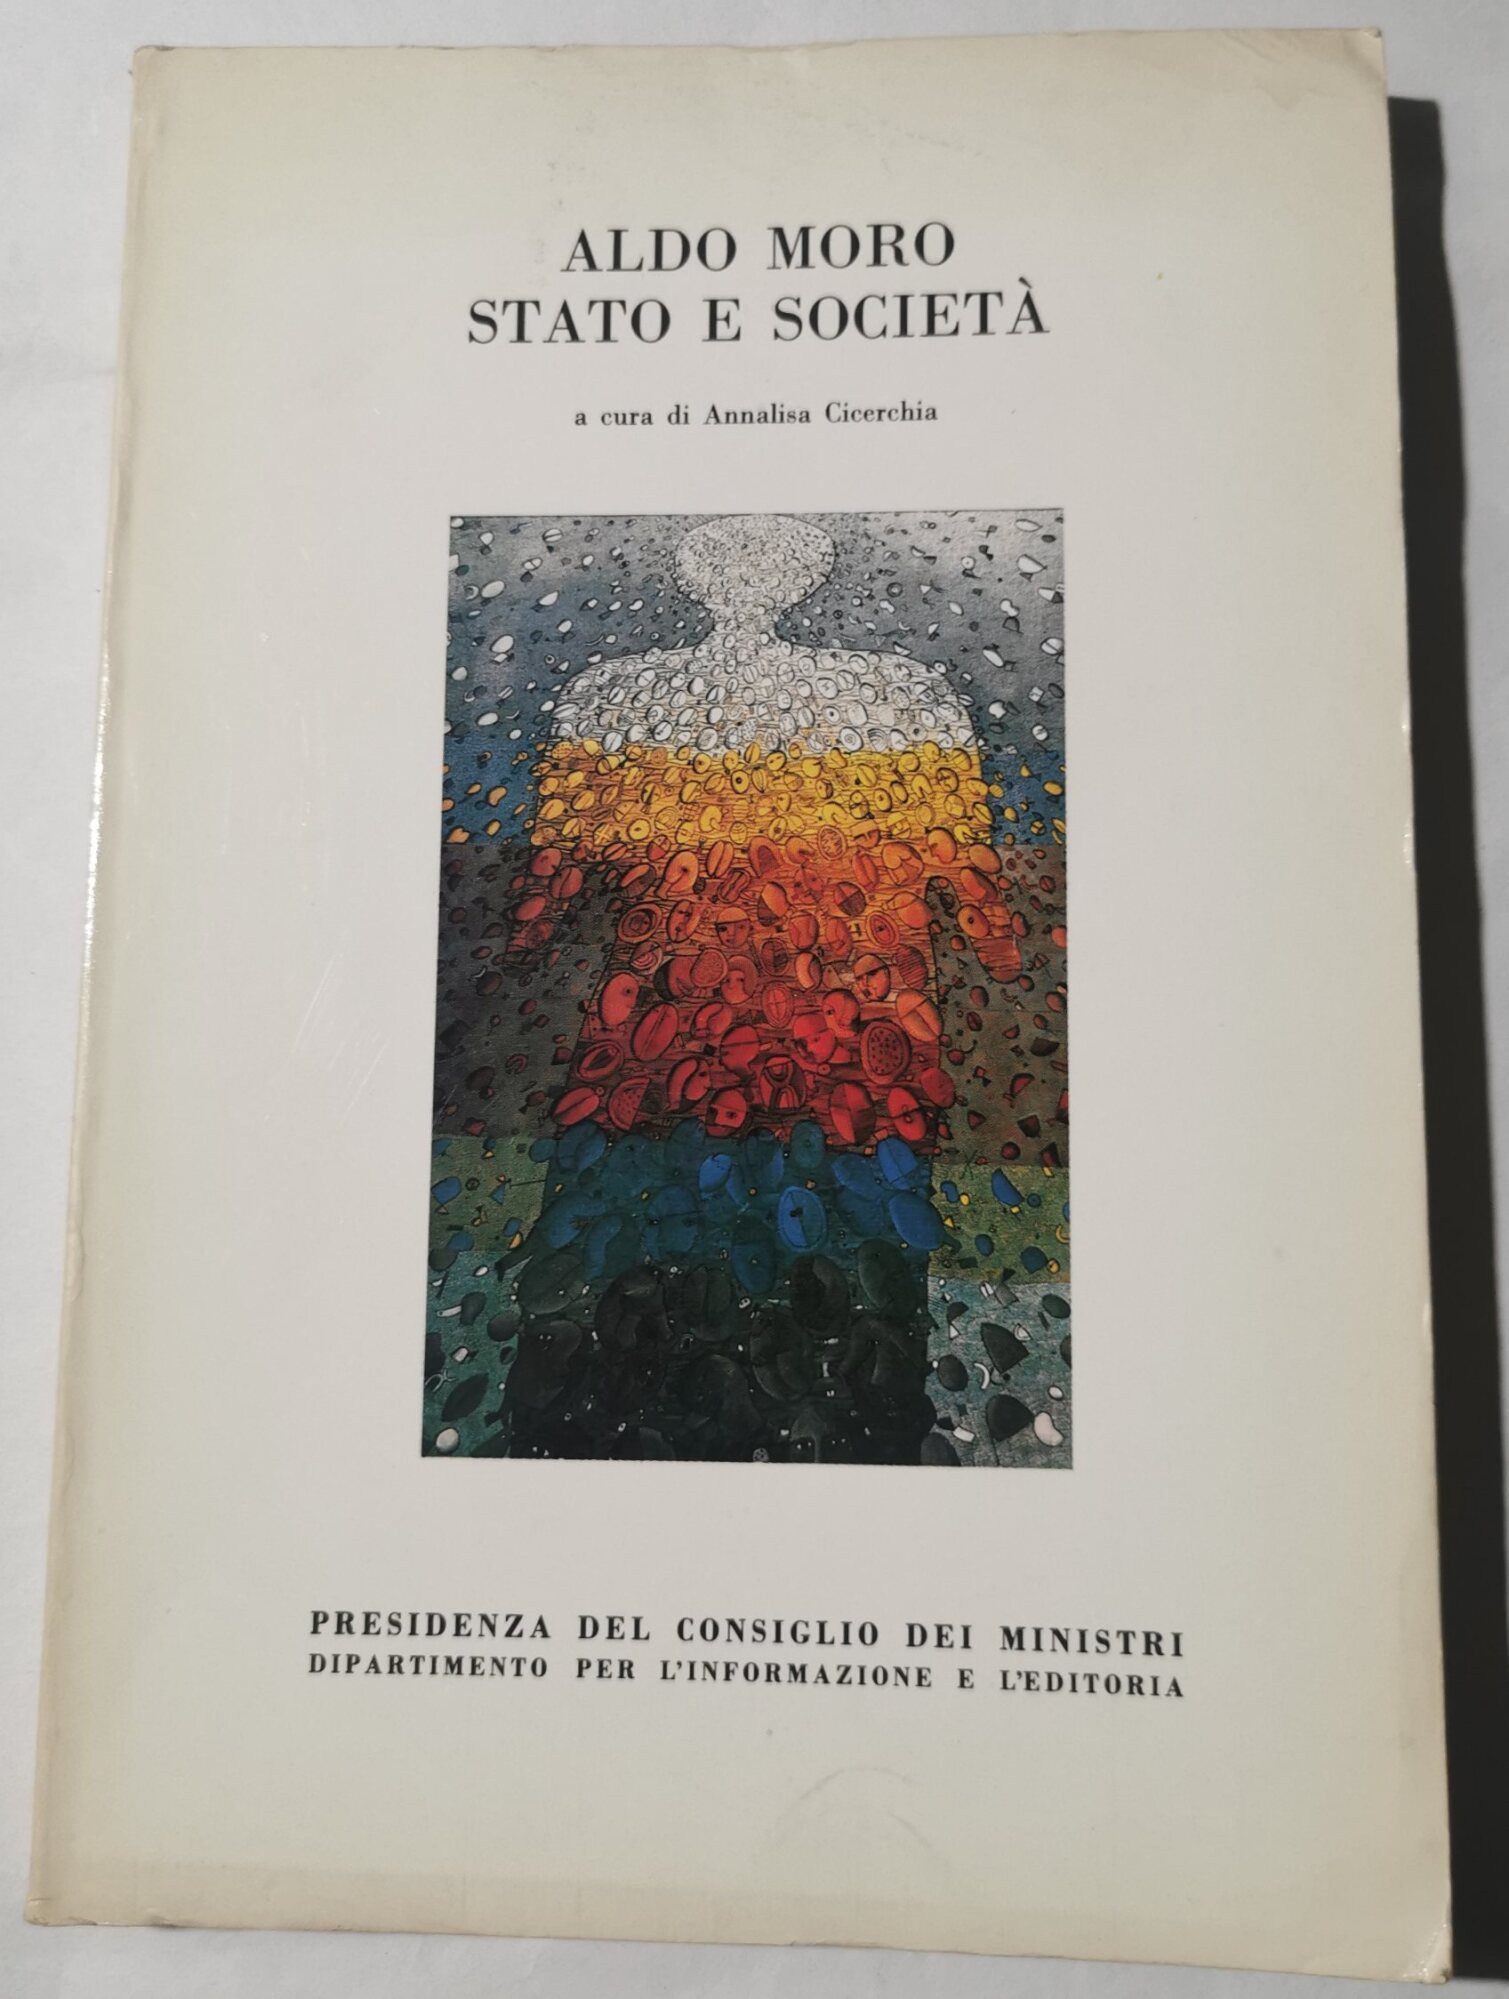 ALDO MORO
STATO E SOCIETÀ
a cura di Annalisa Cicerchia
PRESIDENZA DEL CONSIGLIO DEI MINISTRI
DIPARTIMENTO PER L'INFORMAZIONE E L'EDITORIA